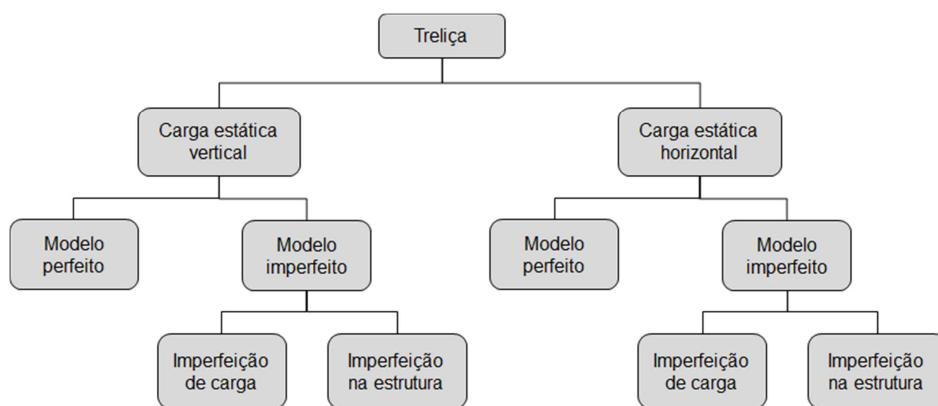 Treliça
Carga estática
vertical
Carga estática
horizontal
Modelo
perfeito
Modelo
imperfeito
Modelo
perfeito
Modelo
imperfeito
Imperfeição
de carga
Imperfeição
na estrutura
Imperfeição
de carga
Imperfeição
na estrutura